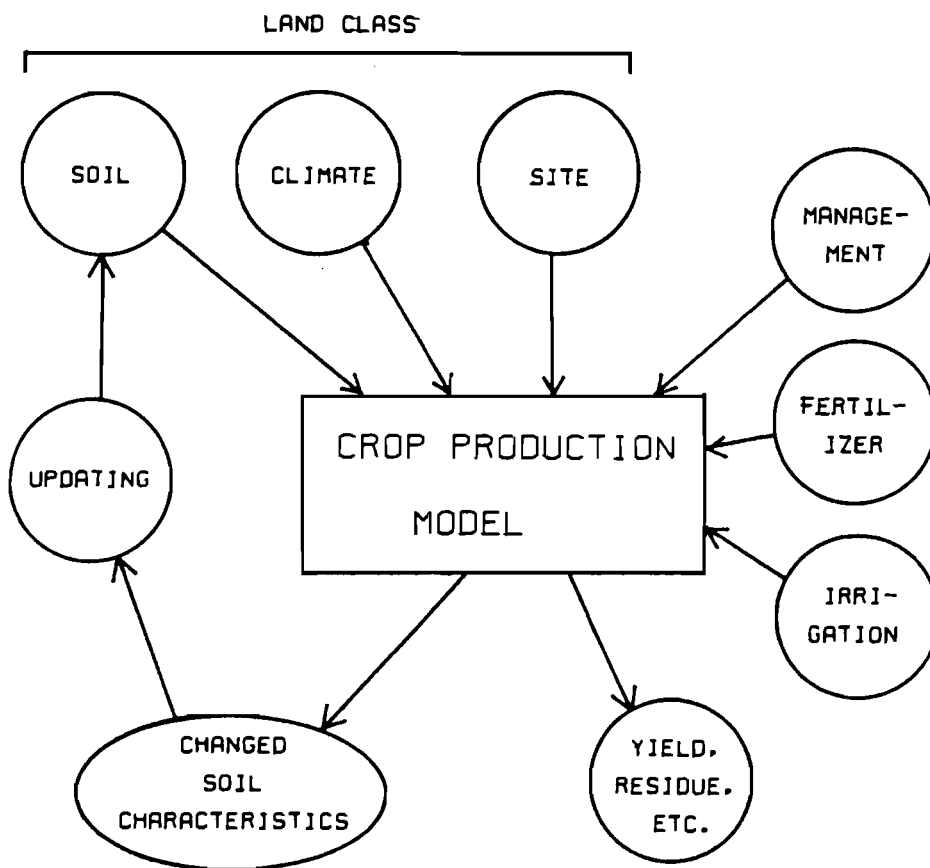 LAND CLASS
SOIL
CLIMATE
SITE
MANAGE-
MENT
FERTIL-
IZER
IRRI-
GATION
CROP PRODUCTION
MODEL
UPDATING
CHANGED
SOIL
CHARACTERISTICS
YIELD,
RESIDUE,
ETC.